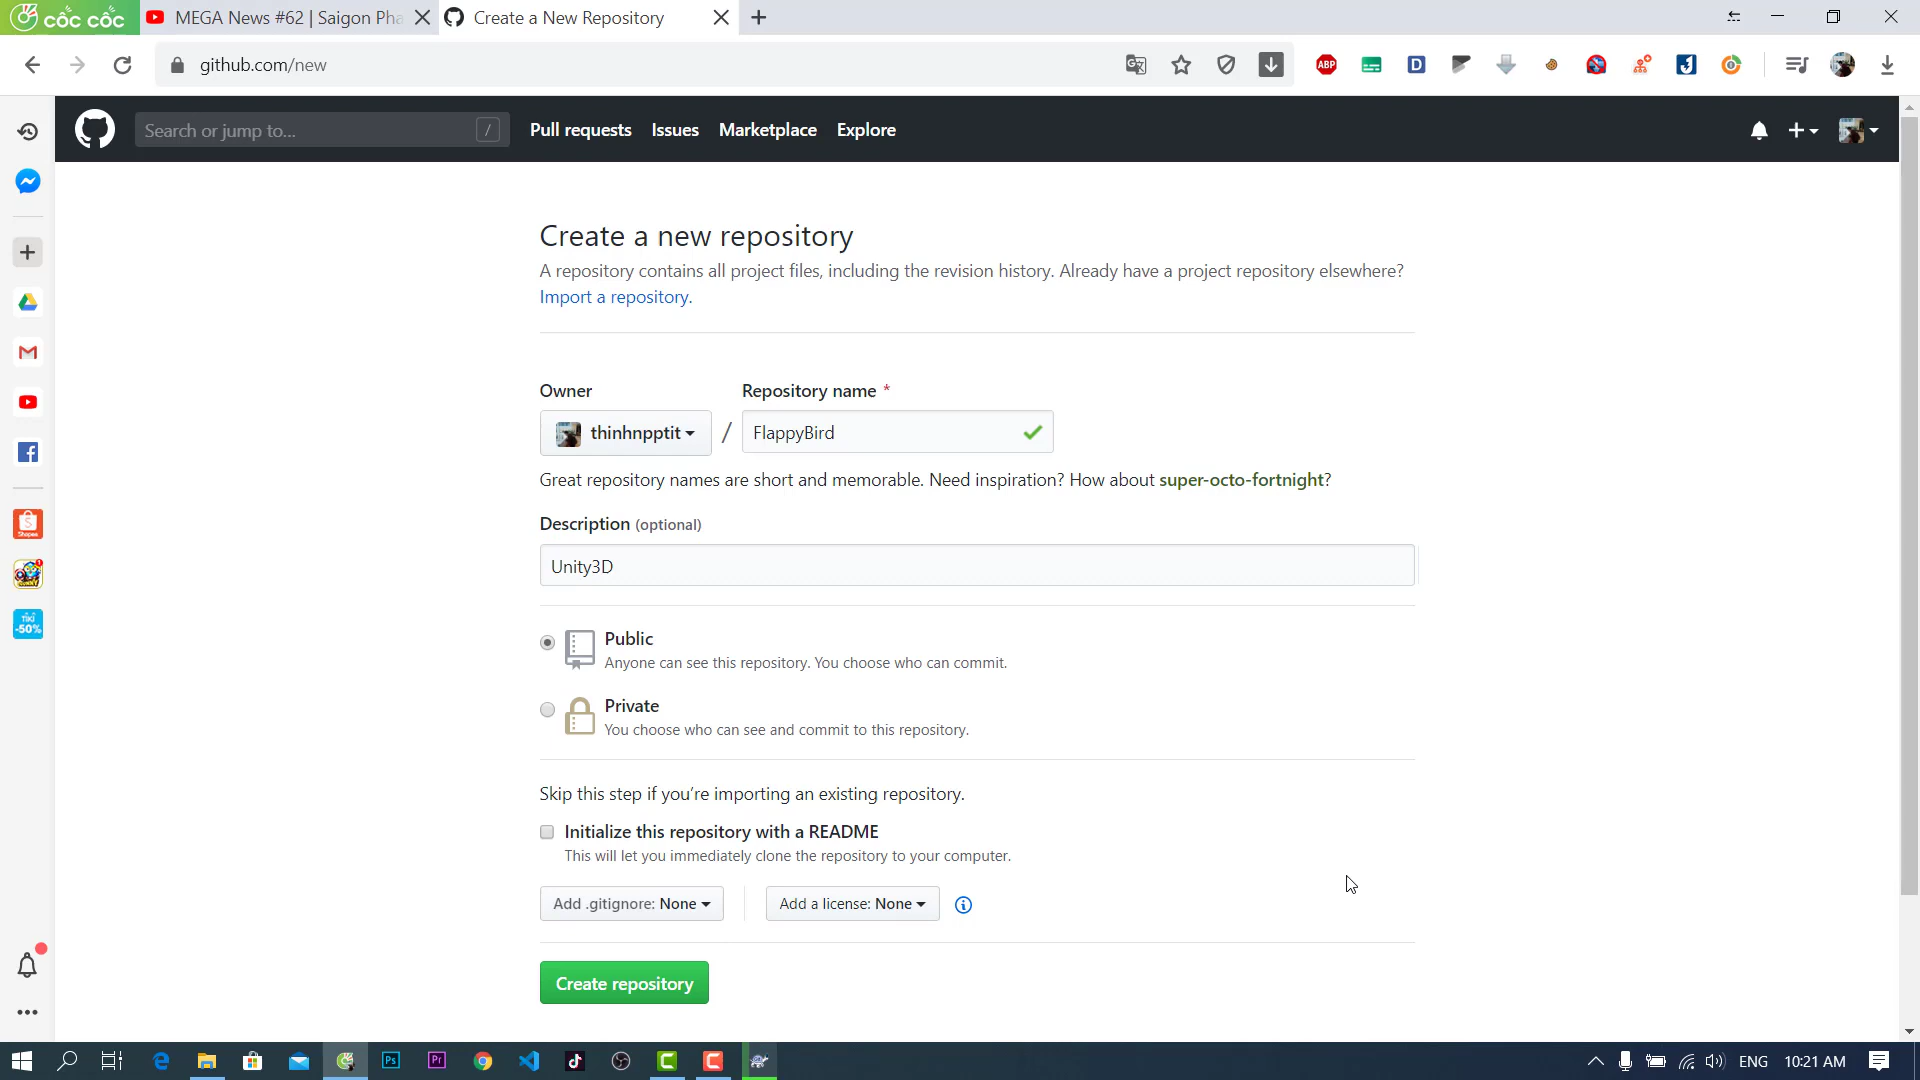 cốc cốc
MEGA News #62 | Saigon Pha
Create a New Repository
github.com/new
ABP
D
Search or jump to...
/
Pull requests
Issues
Marketplace
Explore
Create a new repository
A repository contains all project files, including the revision history. Already have a project repository elsewhere?
Import a repository.
Owner
Repository name *
thinhnpptit
/
FlappyBird
Great repository names are short and memorable. Need inspiration? How about super-octo-fortnight?
Description (optional)
Unity3D
Public
Anyone can see this repository. You choose who can commit.
Private
You choose who can see and commit to this repository.
Skip this step if you’re importing an existing repository.
Initialize this repository with a README
This will let you immediately clone the repository to your computer.
Add .gitignore: None
Add a license: None
Create repository
Shopee
TIKI
-50%
Ps
Pr
ENG
10:21 AM